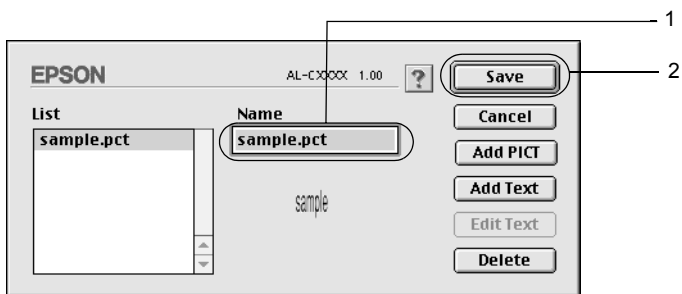 1
EPSON AL-CXXXX 1.00 ? Save 2
List Name Cancel
sample.pct sample.pct
Add PICT
sample
Add Text
Edit Text
Delete